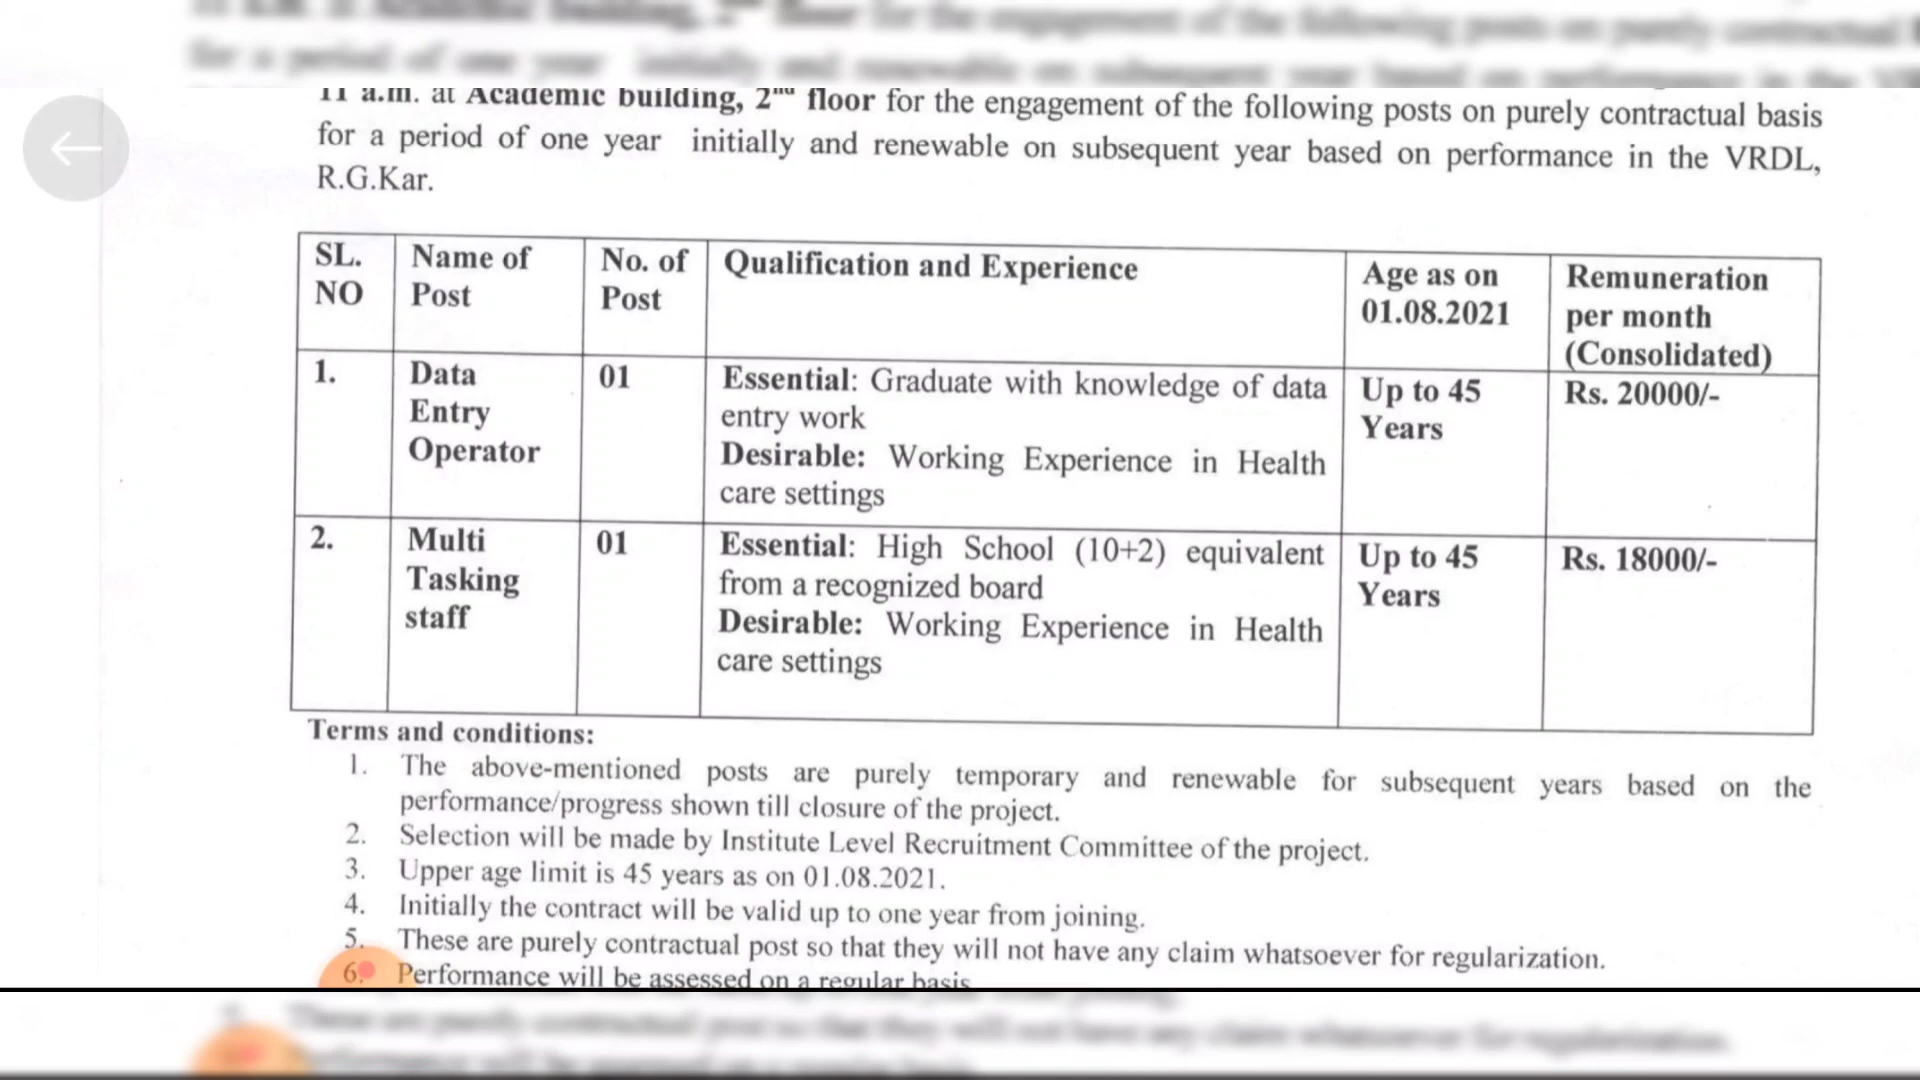 11 a.m. at Academic building, 2nd floor for the engagement of the following posts on purely contractual basis
for a period of one year initially and renewable on subsequent year based on performance in the VRDL,
R.G.Kar.
SL. NO
Name of Post
No. of Post
Qualification and Experience
Age as on 01.08.2021
Remuneration per month (Consolidated)
1.
Data
Entry
Operator
01
Essential: Graduate with knowledge of data
entry work
Desirable: Working Experience in Health
care settings
Up to 45
Years
Rs. 20000/-
2.
Multi
Tasking
staff
01
Essential: High School (10+2) equivalent
from a recognized board
Desirable: Working Experience in Health
care settings
Up to 45
Years
Rs. 18000/-
Terms and conditions:
1. The above-mentioned posts are purely temporary and renewable for subsequent years based on the
performance/progress shown till closure of the project.
2. Selection will be made by Institute Level Recruitment Committee of the project.
3. Upper age limit is 45 years as on 01.08.2021.
4. Initially the contract will be valid up to one year from joining.
5. These are purely contractual post so that they will not have any claim whatsoever for regularization.
6. Performance will be assessed on a regular basis